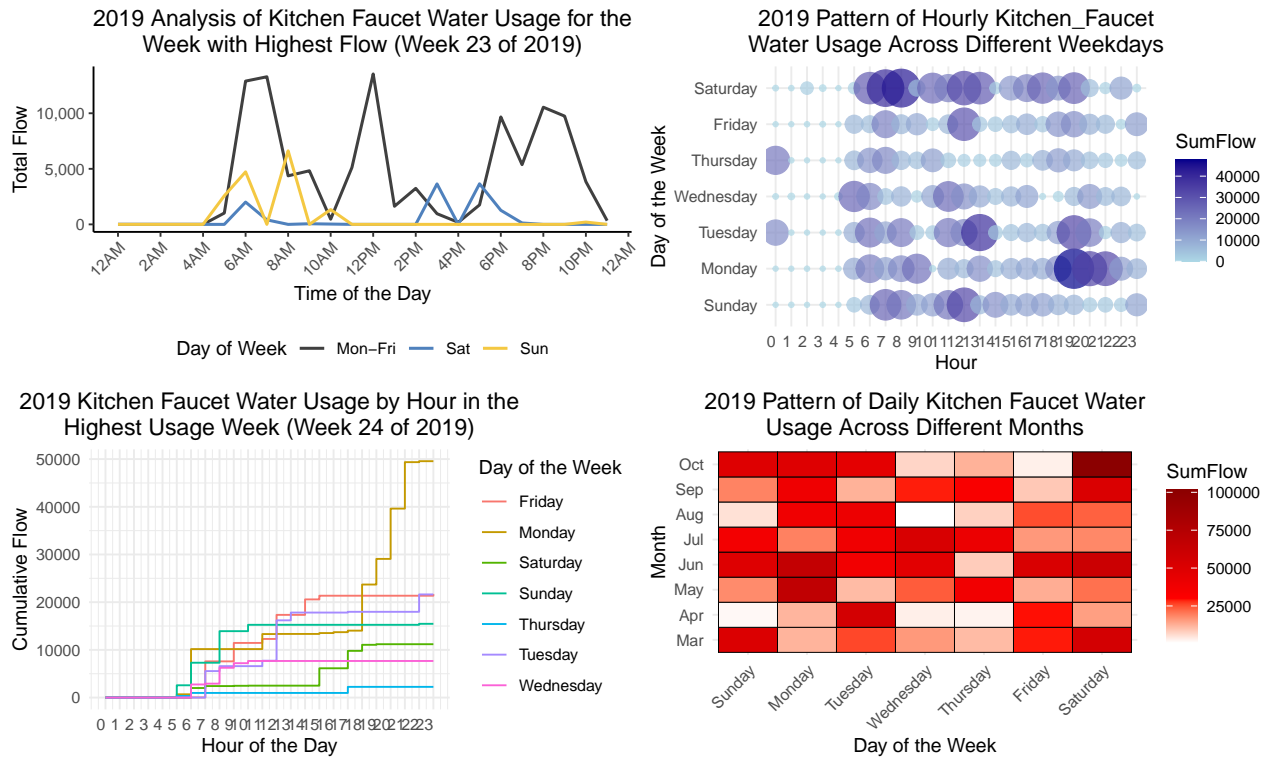 2019 Analysis of Kitchen Faucet Water Usage for the
Week with Highest Flow (Week 23 of 2019)
Total Flow
10,000
5,000
0
12AM 2AM 4AM 6AM 8AM 10AM 12PM 2PM 4PM 6PM 8PM 10PM 12AM
Time of the Day
Day of Week Mon−Fri Sat Sun
2019 Pattern of Hourly Kitchen_Faucet
Water Usage Across Different Weekdays
Day of the Week
Saturday
Friday
Thursday
Wednesday
Tuesday
Monday
Sunday
0 1 2 3 4 5 6 7 8 9 10 11 12 13 14 15 16 17 18 19 20 21 22 23
Hour
SumFlow
40000
30000
20000
10000
0
2019 Kitchen Faucet Water Usage by Hour in the
Highest Usage Week (Week 24 of 2019)
Cumulative Flow
50000
40000
30000
20000
10000
0
0 1 2 3 4 5 6 7 8 9 10 11 12 13 14 15 16 17 18 19 20 21 22 23
Hour of the Day
Day of the Week
Friday
Monday
Saturday
Sunday
Thursday
Tuesday
Wednesday
2019 Pattern of Daily Kitchen Faucet Water
Usage Across Different Months
Month
Oct
Sep
Aug
Jul
Jun
May
Apr
Mar
Sunday Monday Tuesday Wednesday Thursday Friday Saturday
Day of the Week
SumFlow
100000
75000
50000
25000